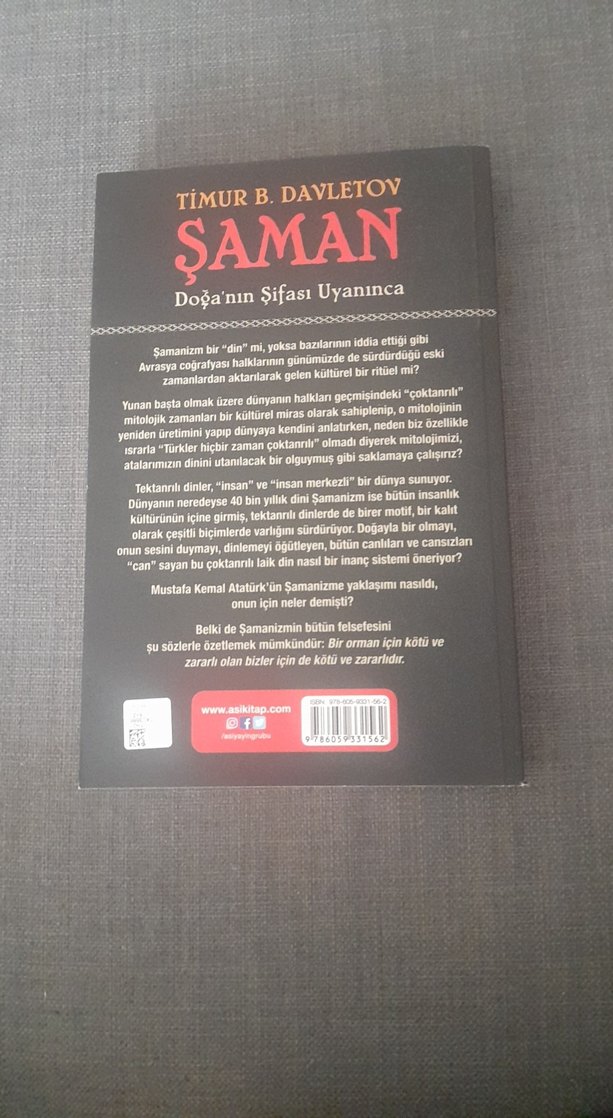 TİMUR B. DAVLETOV
ŞAMAN
Doğa'nın Şifası Uyanınca
Şamanizm bir “din” mi, yoksa bazılarının iddia ettiği gibi
Avrasya coğrafyası halklarının günümüzde de sürdürdüğü eski
zamanlardan aktarılarak gelen kültürel bir ritüel mi?
Yunan başta olmak üzere dünyanın halkları geçmişindeki “çoktanrılı”
mitolojik zamanları bir kültürel miras olarak sahiplenip, o mitolojinin
yeniden üretimini yapıp dünyaya kendini anlatırken, neden biz özellikle
ısrarla “Türkler hiçbir zaman çoktanrılı” olmadı diyerek mitolojimizi,
atalarımızın dinini utanılacak bir olguymuş gibi saklamaya çalışırız?
Tektanrılı dinler, “insan” ve “insan merkezli” bir dünya sunuyor.
Dünyanın neredeyse 40 bin yıllık dini Şamanizm ise bütün insanlık
kültürünün içine girmiş, tektanrılı dinlerde de birer motif, bir kalıt
olarak çeşitli biçimlerde varlığını sürdürüyor. Doğayla bir olmayı,
onun sesini duymayı, dinlemeyi öğütleyen, bütün canlıları ve cansızları
“can” sayan bu çoktanrılı laik din nasıl bir inanç sistemi öneriyor?
Mustafa Kemal Atatürk'ün Şamanizme yaklaşımı nasıldı,
onun için neler demişti?
Belki de Şamanizmin bütün felsefesini
şu sözlerle özetlemek mümkündür: Bir orman için kötü ve
zararlı olan bizler için de kötü ve zararlıdır.
www.asikitap.com
/asiyayingrubu
ISBN:
9 786059 331562